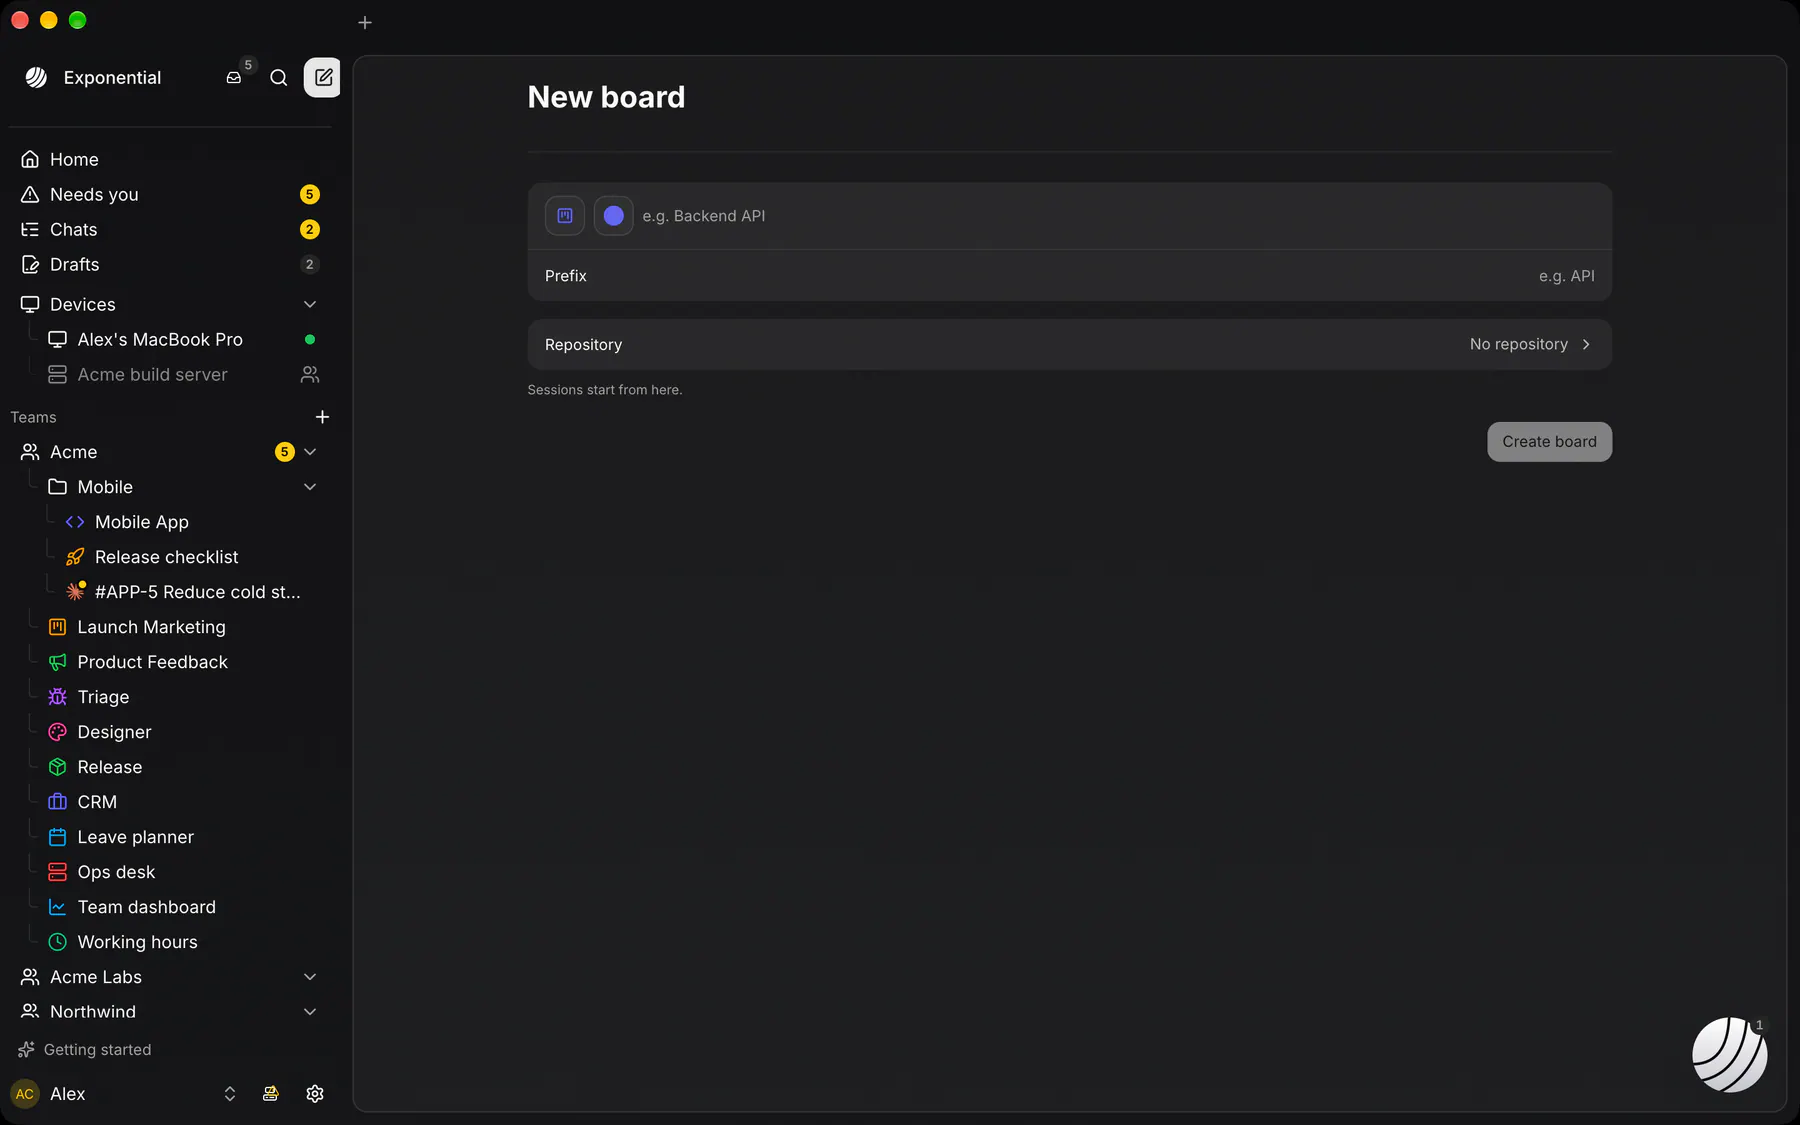 Exponential
5
Home
Needs you
5
Chats
2
Drafts
2
Devices
Alex's MacBook Pro
Acme build server
Teams
Acme
5
Mobile
Mobile App
Release checklist
#APP-5 Reduce cold st...
Launch Marketing
Product Feedback
Triage
Designer
Release
CRM
Leave planner
Ops desk
Team dashboard
Working hours
Acme Labs
Northwind
Getting started
AC
Alex
New board
e.g. Backend API
Prefix
e.g. API
Repository
No repository
Sessions start from here.
Create board
1